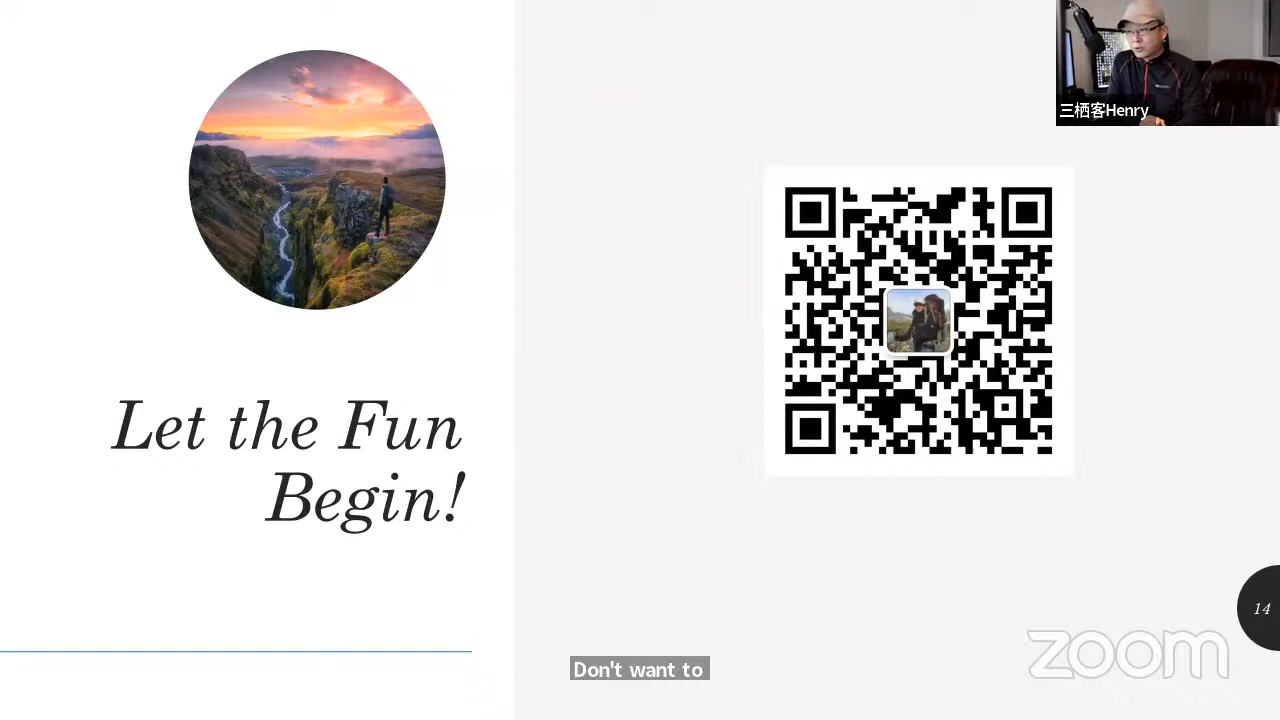 三栖客Henry
Let the Fun
Begin!
14
zoom
Don't want to